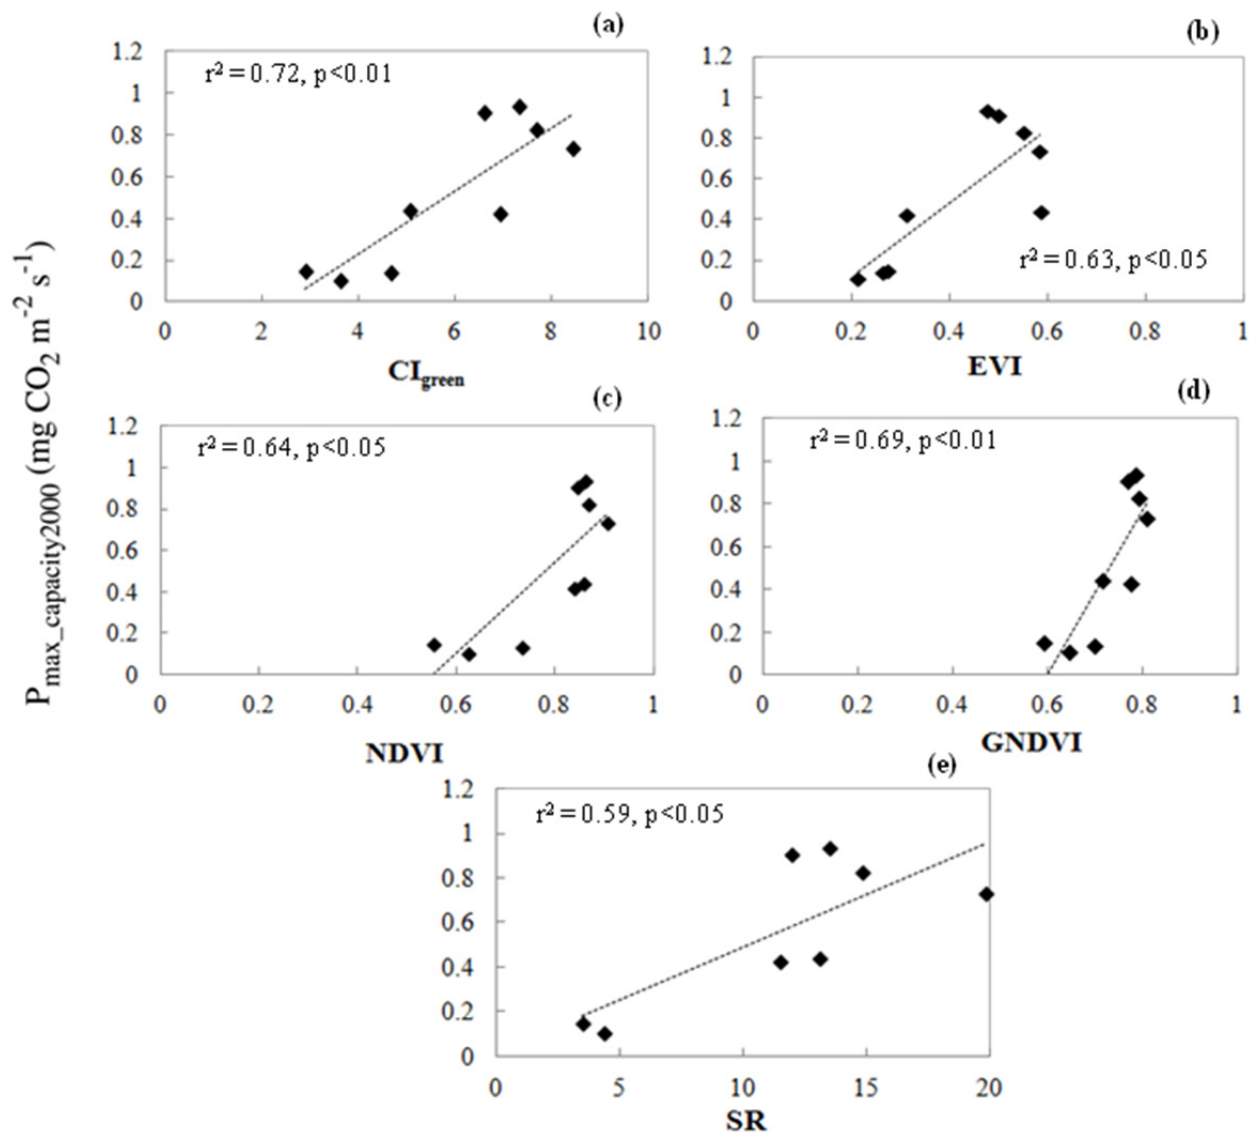 P max_capacity2000 (mg CO2 m-2 s-1)
(a)
r2 = 0.72, p<0.01
1.2
1
0.8
0.6
0.4
0.2
0
0 2 4 6 8 10
CIgreen
(b)
1.2
1
0.8
0.6
0.4
0.2
0
r2 = 0.63, p<0.05
0 0.2 0.4 0.6 0.8 1
EVI
(c)
r2 = 0.64, p<0.05
1.2
1
0.8
0.6
0.4
0.2
0
0 0.2 0.4 0.6 0.8 1
NDVI
(d)
r2 = 0.69, p<0.01
1.2
1
0.8
0.6
0.4
0.2
0
0 0.2 0.4 0.6 0.8 1
GNDVI
(e)
r2 = 0.59, p<0.05
1.2
1
0.8
0.6
0.4
0.2
0
0 5 10 15 20
SR